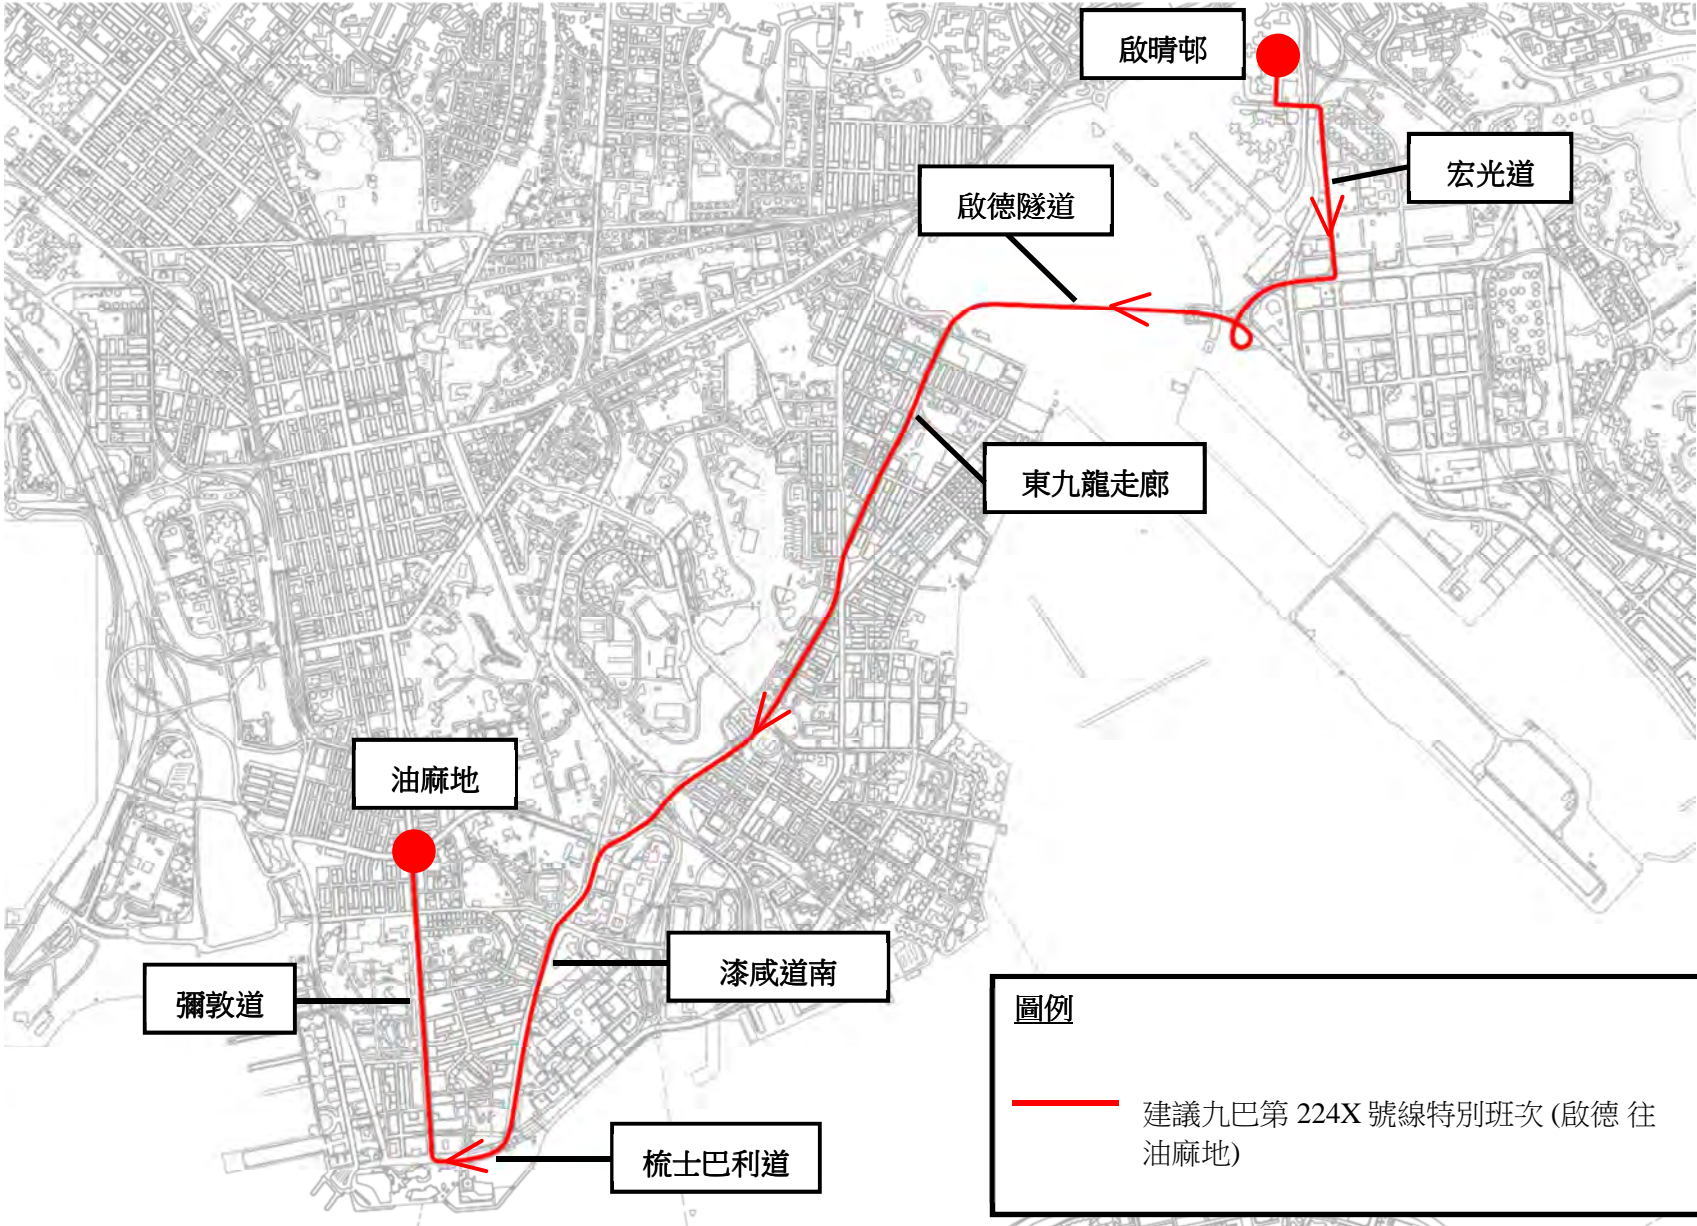 啟晴邨
宏光道
啟德隧道
東九龍走廊
油麻地
漆咸道南
彌敦道
梳士巴利道
圖例
建議九巴第 224X 號線特別班次 (啟德 往
油麻地)